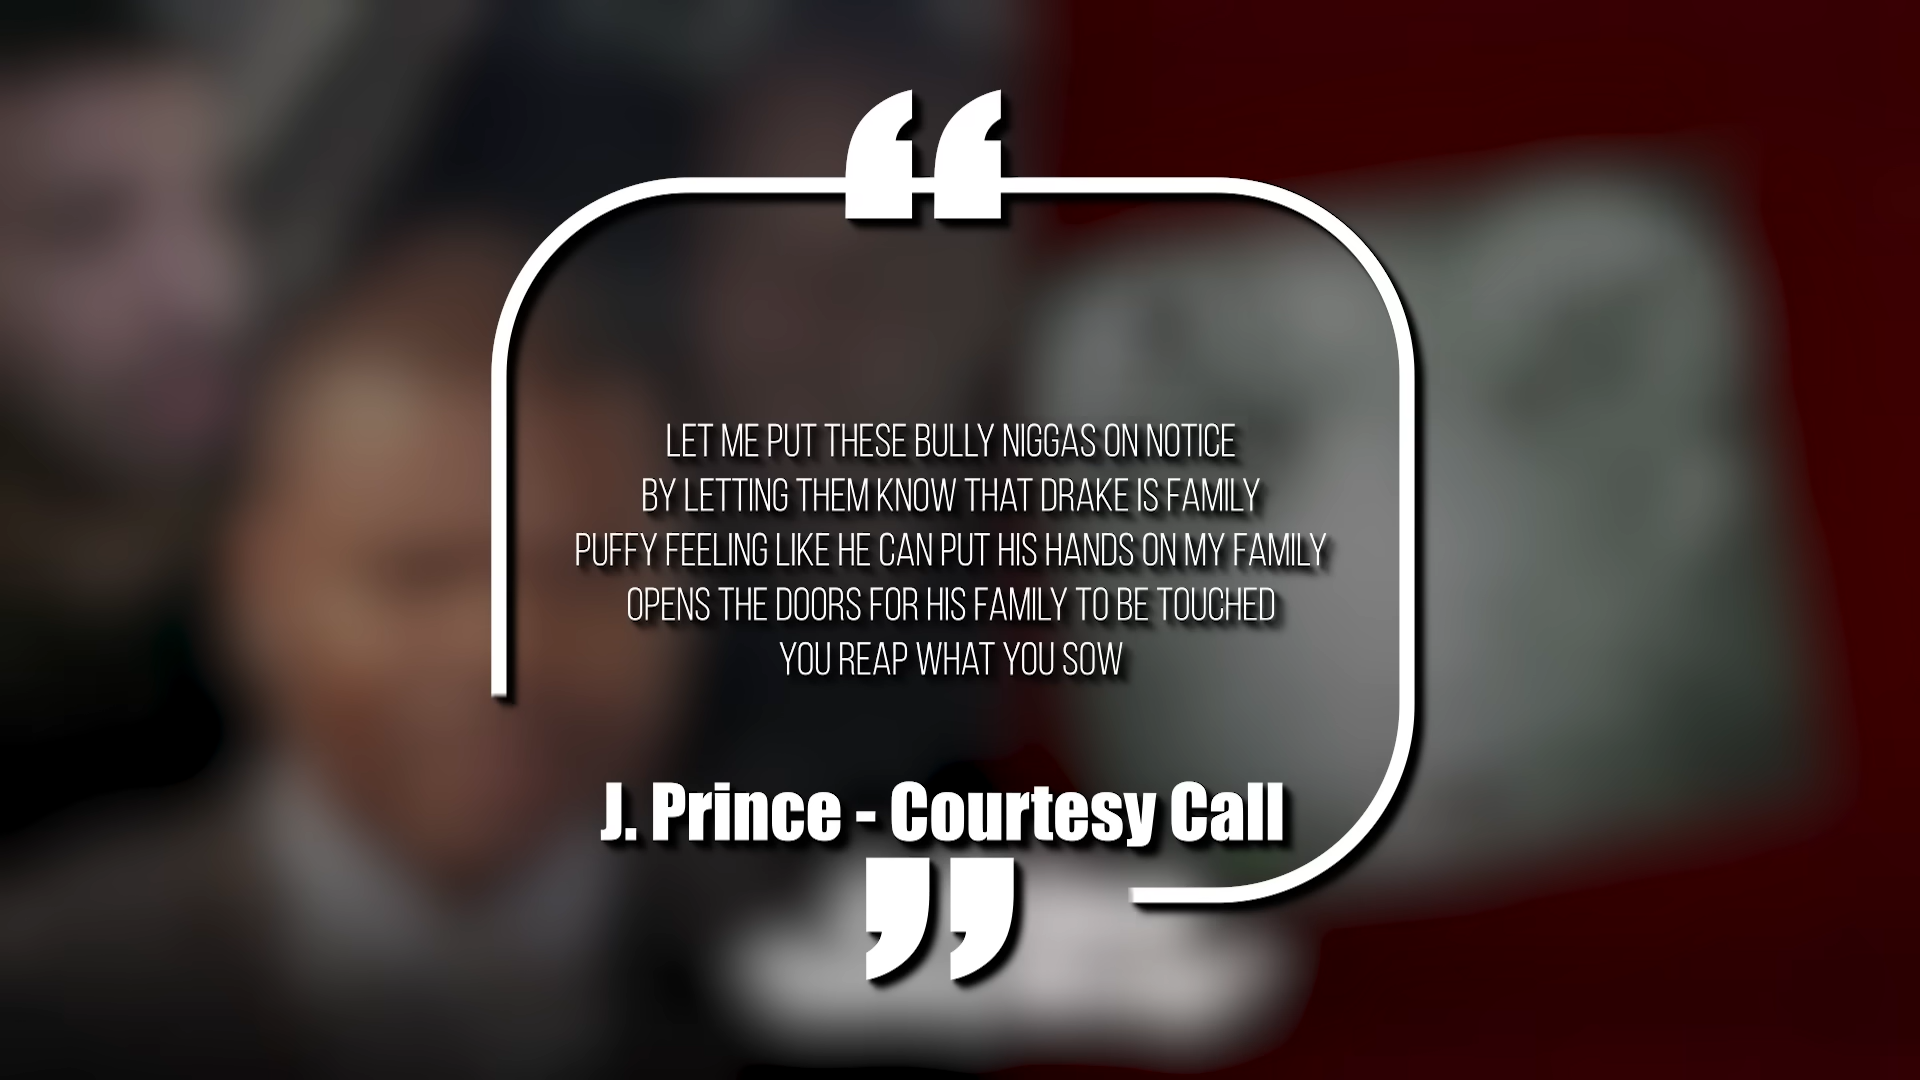 “
LET ME PUT THESE BULLY NIGGAS ON NOTICE
BY LETTING THEM KNOW THAT DRAKE IS FAMILY
PUFFY FEELING LIKE HE CAN PUT HIS HANDS ON MY FAMILY
OPENS THE DOORS FOR HIS FAMILY TO BE TOUCHED
YOU REAP WHAT YOU SOW
J. Prince - Courtesy Call
”